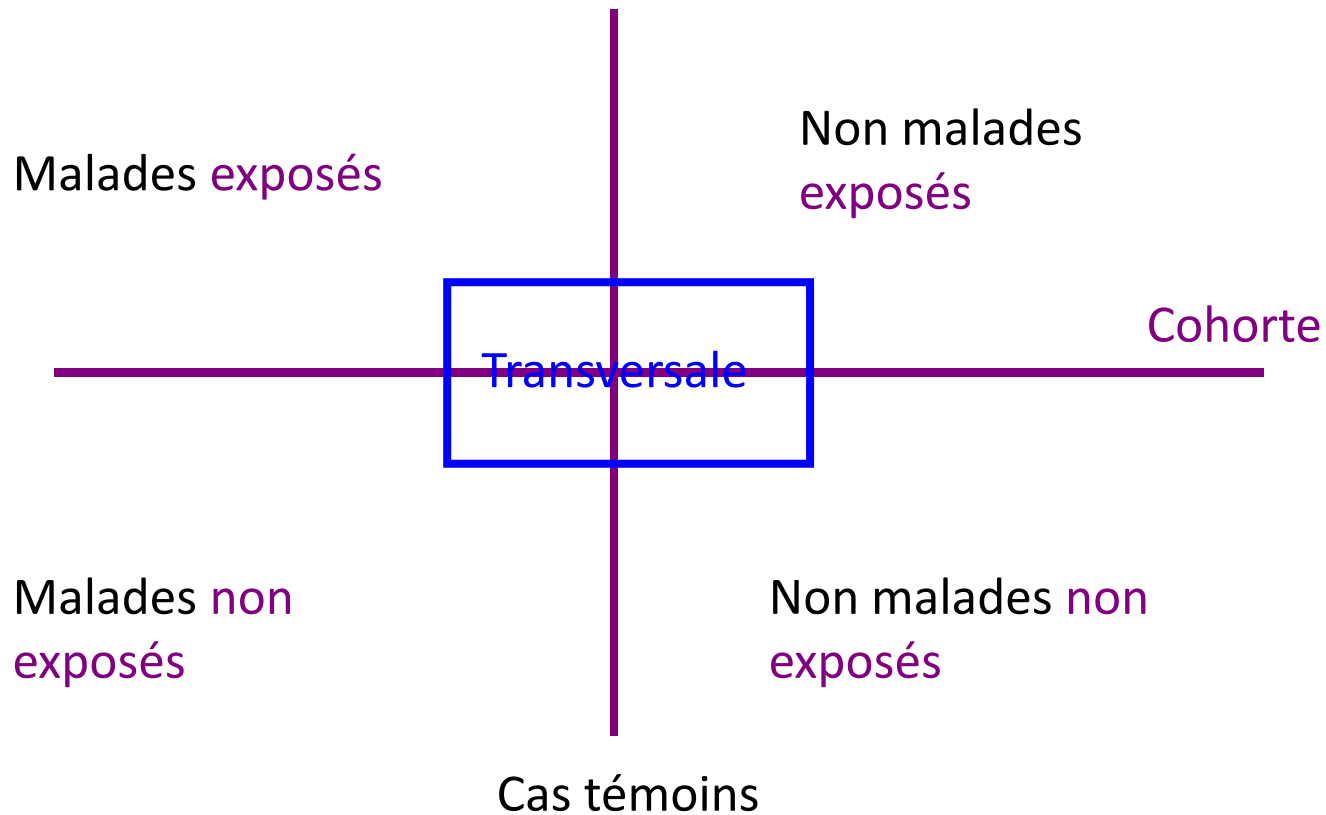 Non malades
exposés
Malades exposés
Cohorte
Transversale
Malades non
exposés
Non malades non
exposés
Cas témoins